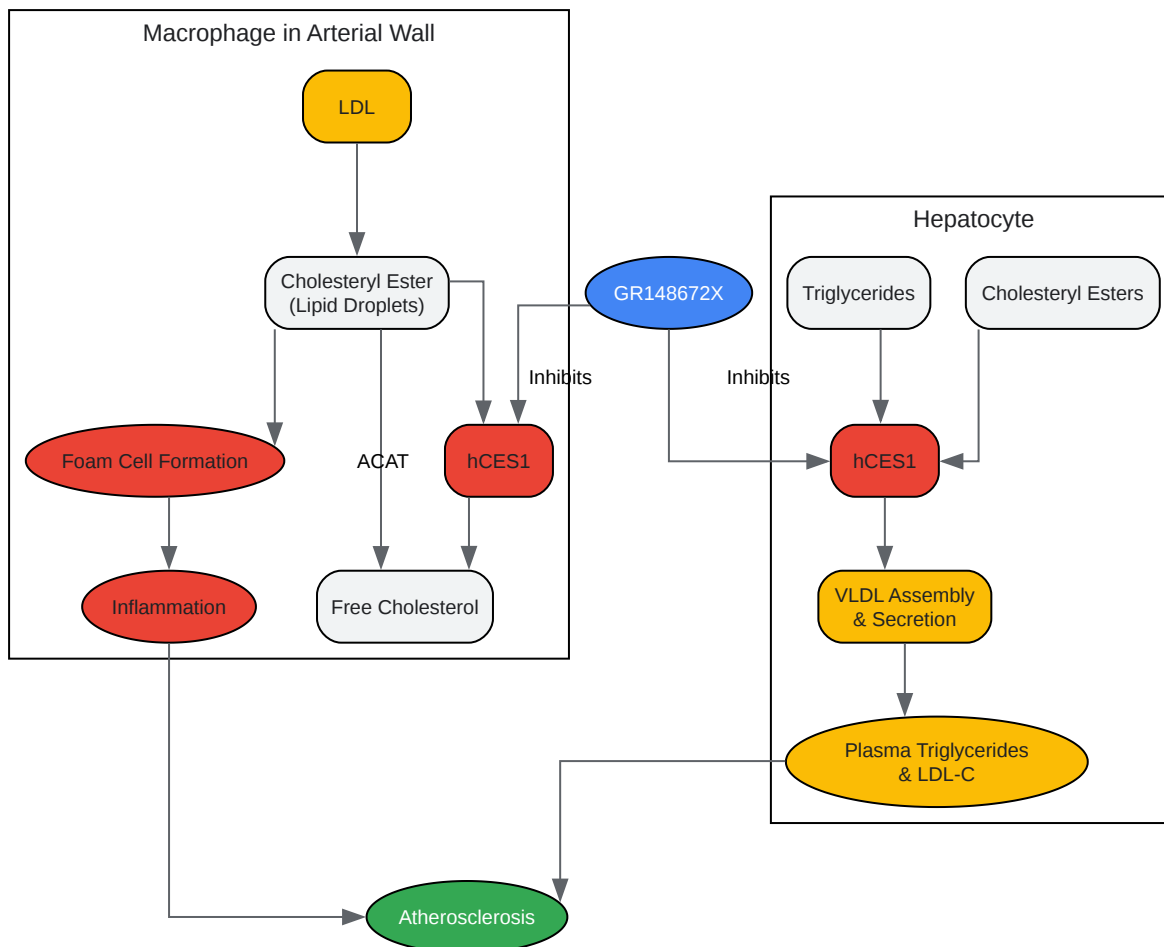 Macrophage in Arterial Wall
LDL
Hepatocyte
Cholesteryl Ester
(Lipid Droplets)
GR148672X
Triglycerides
Cholesteryl Esters
Inhibits
Inhibits
Foam Cell Formation
ACAT
hCES1
hCES1
Inflammation
Free Cholesterol
VLDL Assembly
& Secretion
Plasma Triglycerides
& LDL-C
Atherosclerosis